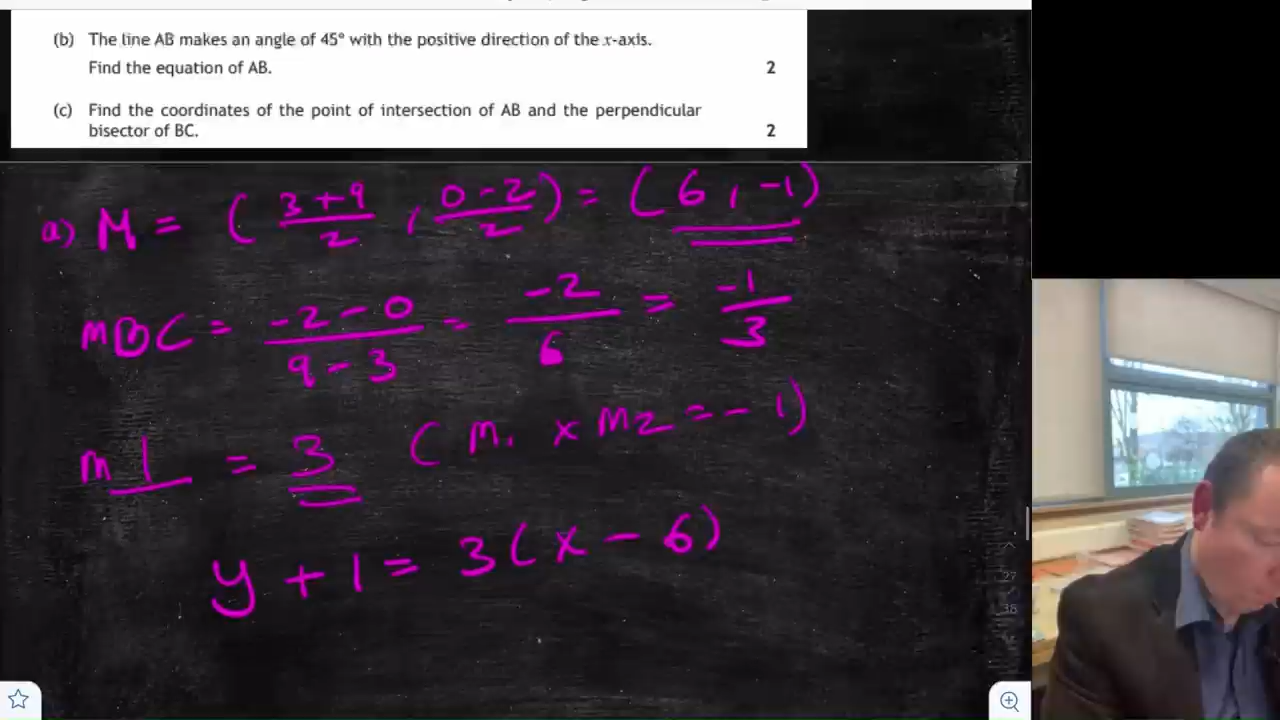 (b) The line AB makes an angle of 45° with the positive direction of the x-axis.
Find the equation of AB. 2
(c) Find the coordinates of the point of intersection of AB and the perpendicular
bisector of BC. 2
a) M = ( 3+9/2 , 0-2/2 ) = (6, -1)
mBC = -2-0/9-3 = -2/6 = -1/3
m⊥ = 3 (m₁ × m₂ = -1)
y + 1 = 3(x - 6)
27
38